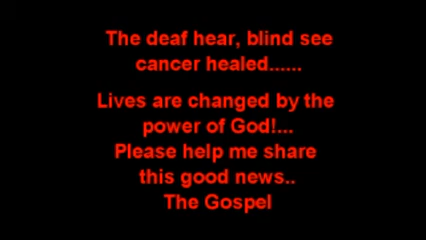 The deaf hear, blind see
cancer healed......
Lives are changed by the
power of God!...
Please help me share
this good news..
The Gospel